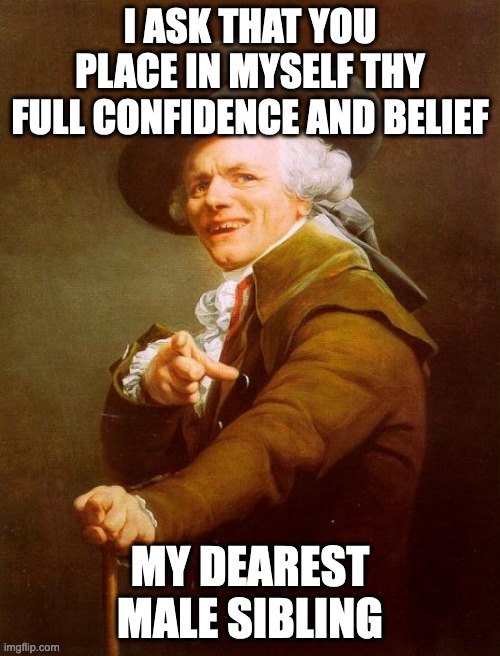 I ASK THAT YOU
PLACE IN MYSELF THY
FULL CONFIDENCE AND BELIEF
MY DEAREST
MALE SIBLING
imgflip.com